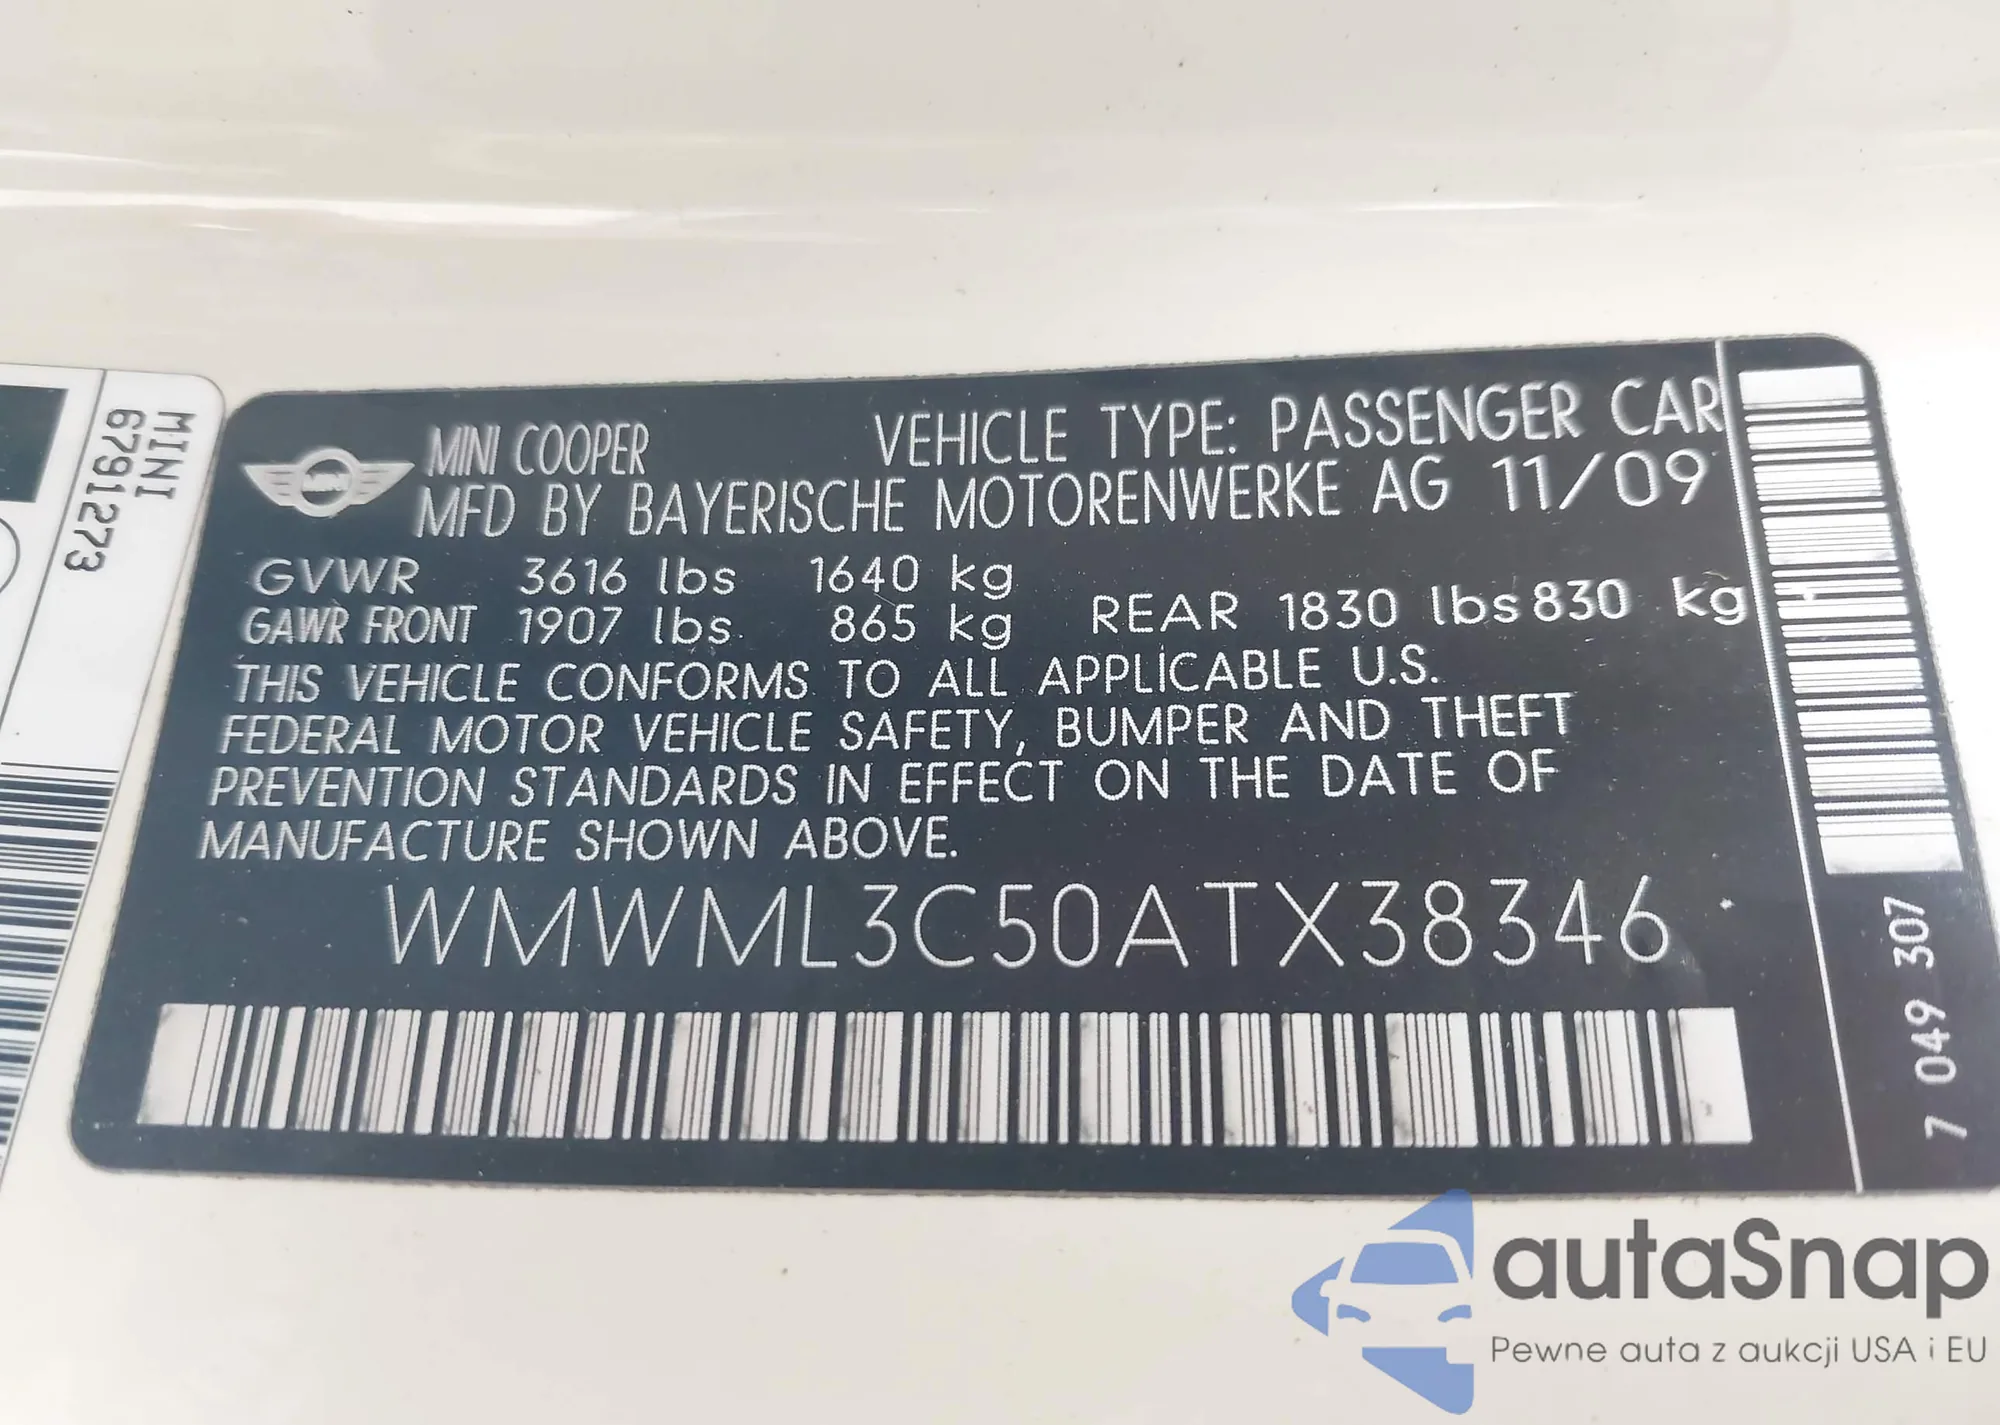 MINI
6791273
MINI COOPER VEHICLE TYPE: PASSENGER CAR
MFD BY BAYERISCHE MOTORENWERKE AG 11/09
GVWR 3616 lbs 1640 kg
GAWR FRONT 1907 lbs 865 kg REAR 1830 lbs 830 kg
THIS VEHICLE CONFORMS TO ALL APPLICABLE U.S.
FEDERAL MOTOR VEHICLE SAFETY, BUMPER AND THEFT
PREVENTION STANDARDS IN EFFECT ON THE DATE OF
MANUFACTURE SHOWN ABOVE.
WMWML3C50ATX38346
7 049 307
autaSnap
Pewne auta z aukcji USA i EU